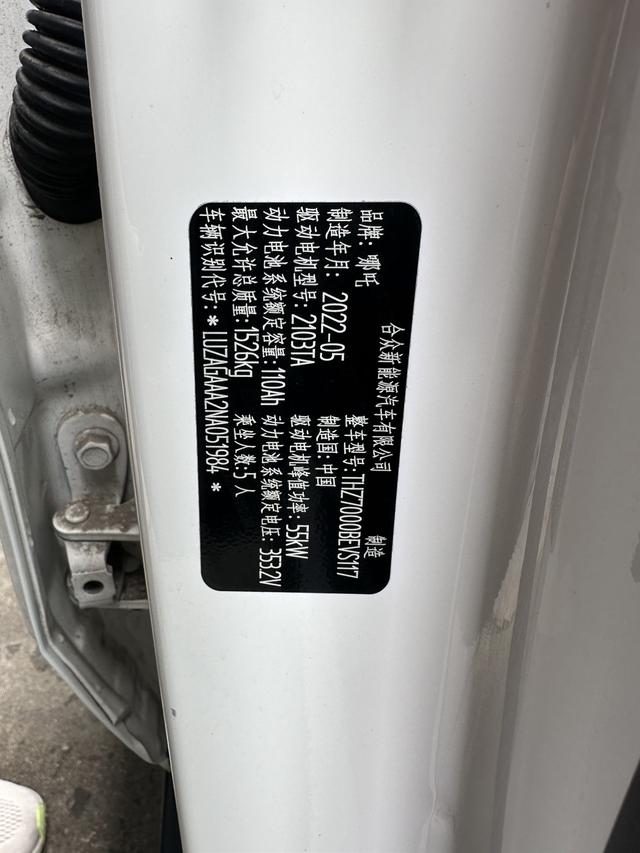 合众新能源汽车有限公司 制造
品牌：哪吒 整车型号：THZ7000BEVS117
制造年月：2022-05 制造国：中国
驱动电机型号：2103TA 驱动电机峰值功率：55kW
动力电池系统额定容量：110Ah 动力电池系统额定电压：353.2V
最大允许总质量：1526kg 乘坐人数：5人
车辆识别代号：*LUZAGAAA2NA057984*